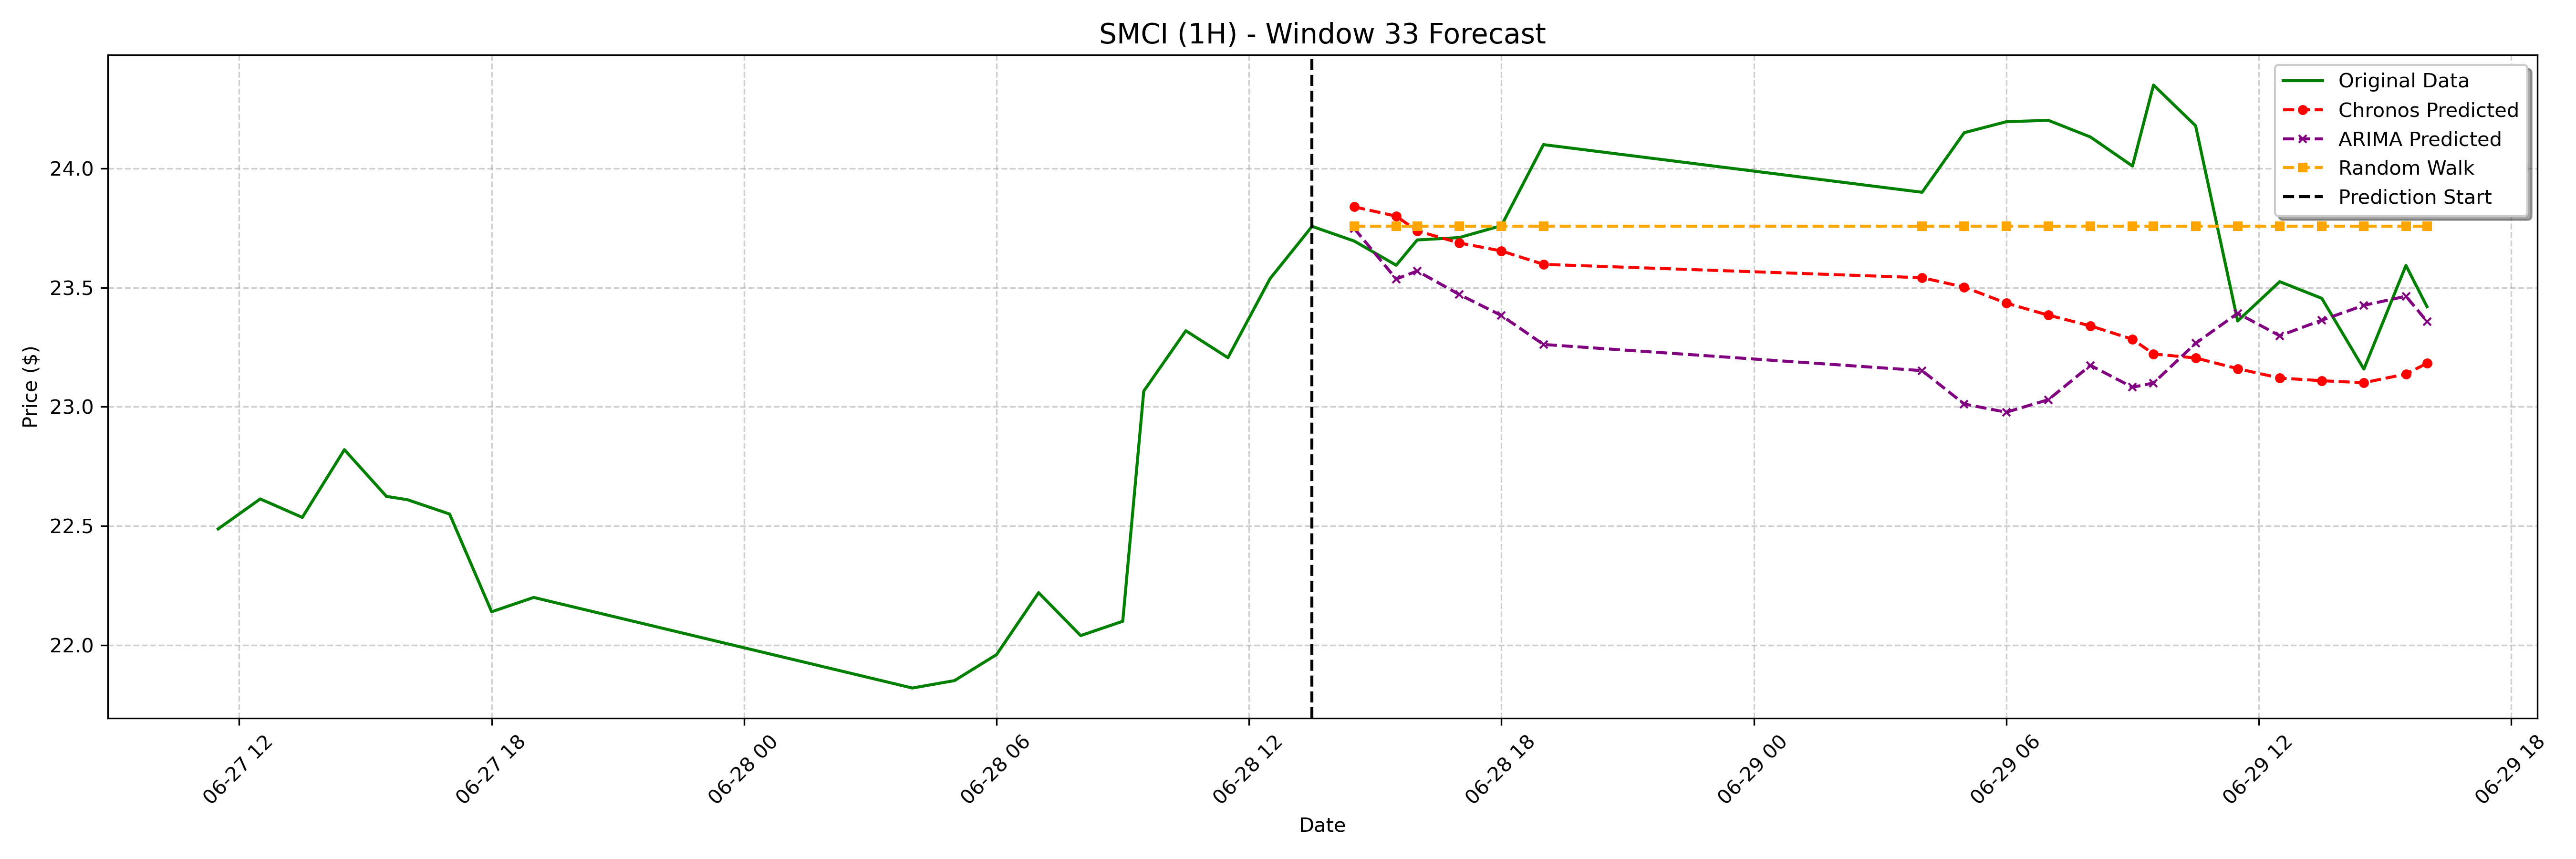 SMCI (1H) - Window 33 Forecast
Original Data
Chronos Predicted
ARIMA Predicted
Random Walk
Prediction Start
Price ($)
24.0
23.5
23.0
22.5
22.0
06-27 12
06-27 18
06-28 00
06-28 06
06-28 12
06-28 18
06-29 00
06-29 06
06-29 12
06-29 18
Date